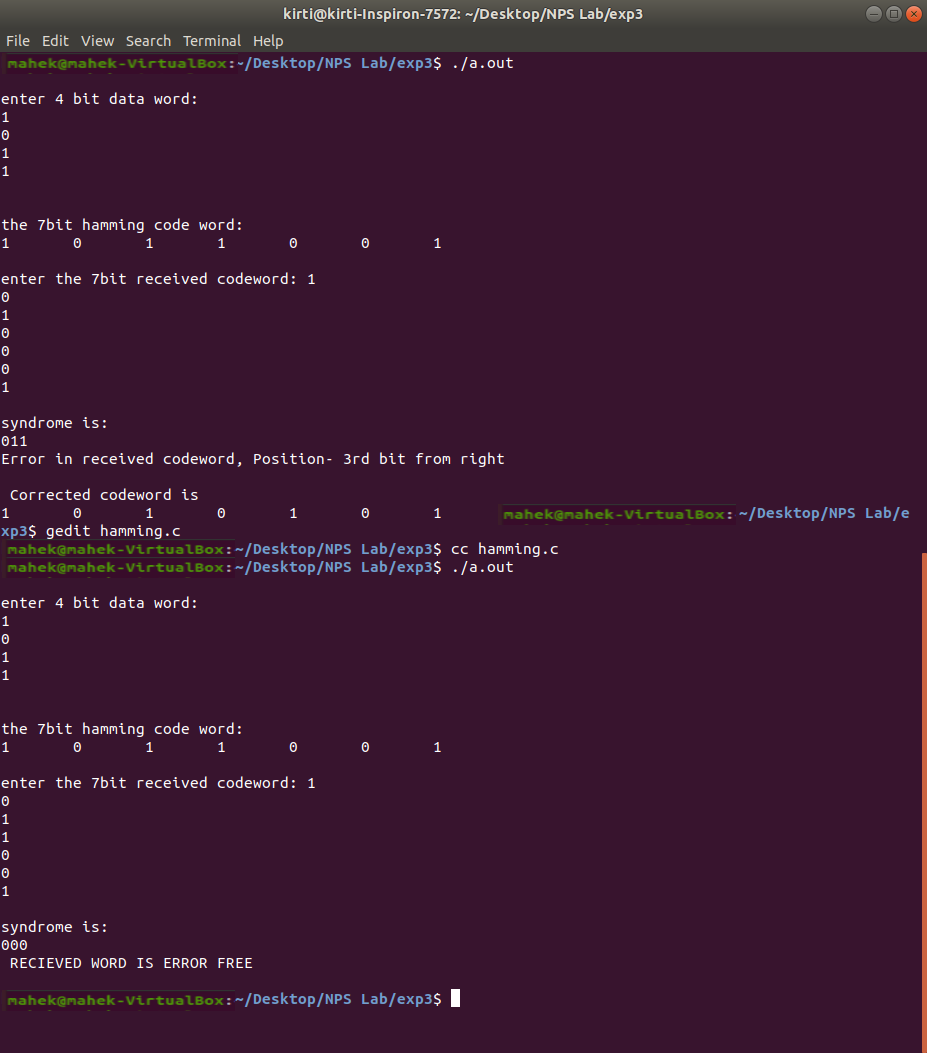 kirti@kirti-Inspiron-7572: ~/Desktop/NPS Lab/exp3
File Edit View Search Terminal Help
mahek@mahek-VirtualBox:~/Desktop/NPS Lab/exp3$ ./a.out
enter 4 bit data word:
1
0
1
1
the 7bit hamming code word:
1 0 1 1 0 0 1
enter the 7bit received codeword: 1
0
1
0
0
0
1
syndrome is:
011
Error in received codeword, Position- 3rd bit from right
Corrected codeword is
1 0 1 0 1 0 1 mahek@mahek-VirtualBox:~/Desktop/NPS Lab/e
xp3$ gedit hamming.c
mahek@mahek-VirtualBox:~/Desktop/NPS Lab/exp3$ cc hamming.c
mahek@mahek-VirtualBox:~/Desktop/NPS Lab/exp3$ ./a.out
enter 4 bit data word:
1
0
1
1
the 7bit hamming code word:
1 0 1 1 0 0 1
enter the 7bit received codeword: 1
0
1
1
0
0
1
syndrome is:
000
RECIEVED WORD IS ERROR FREE
mahek@mahek-VirtualBox:~/Desktop/NPS Lab/exp3$